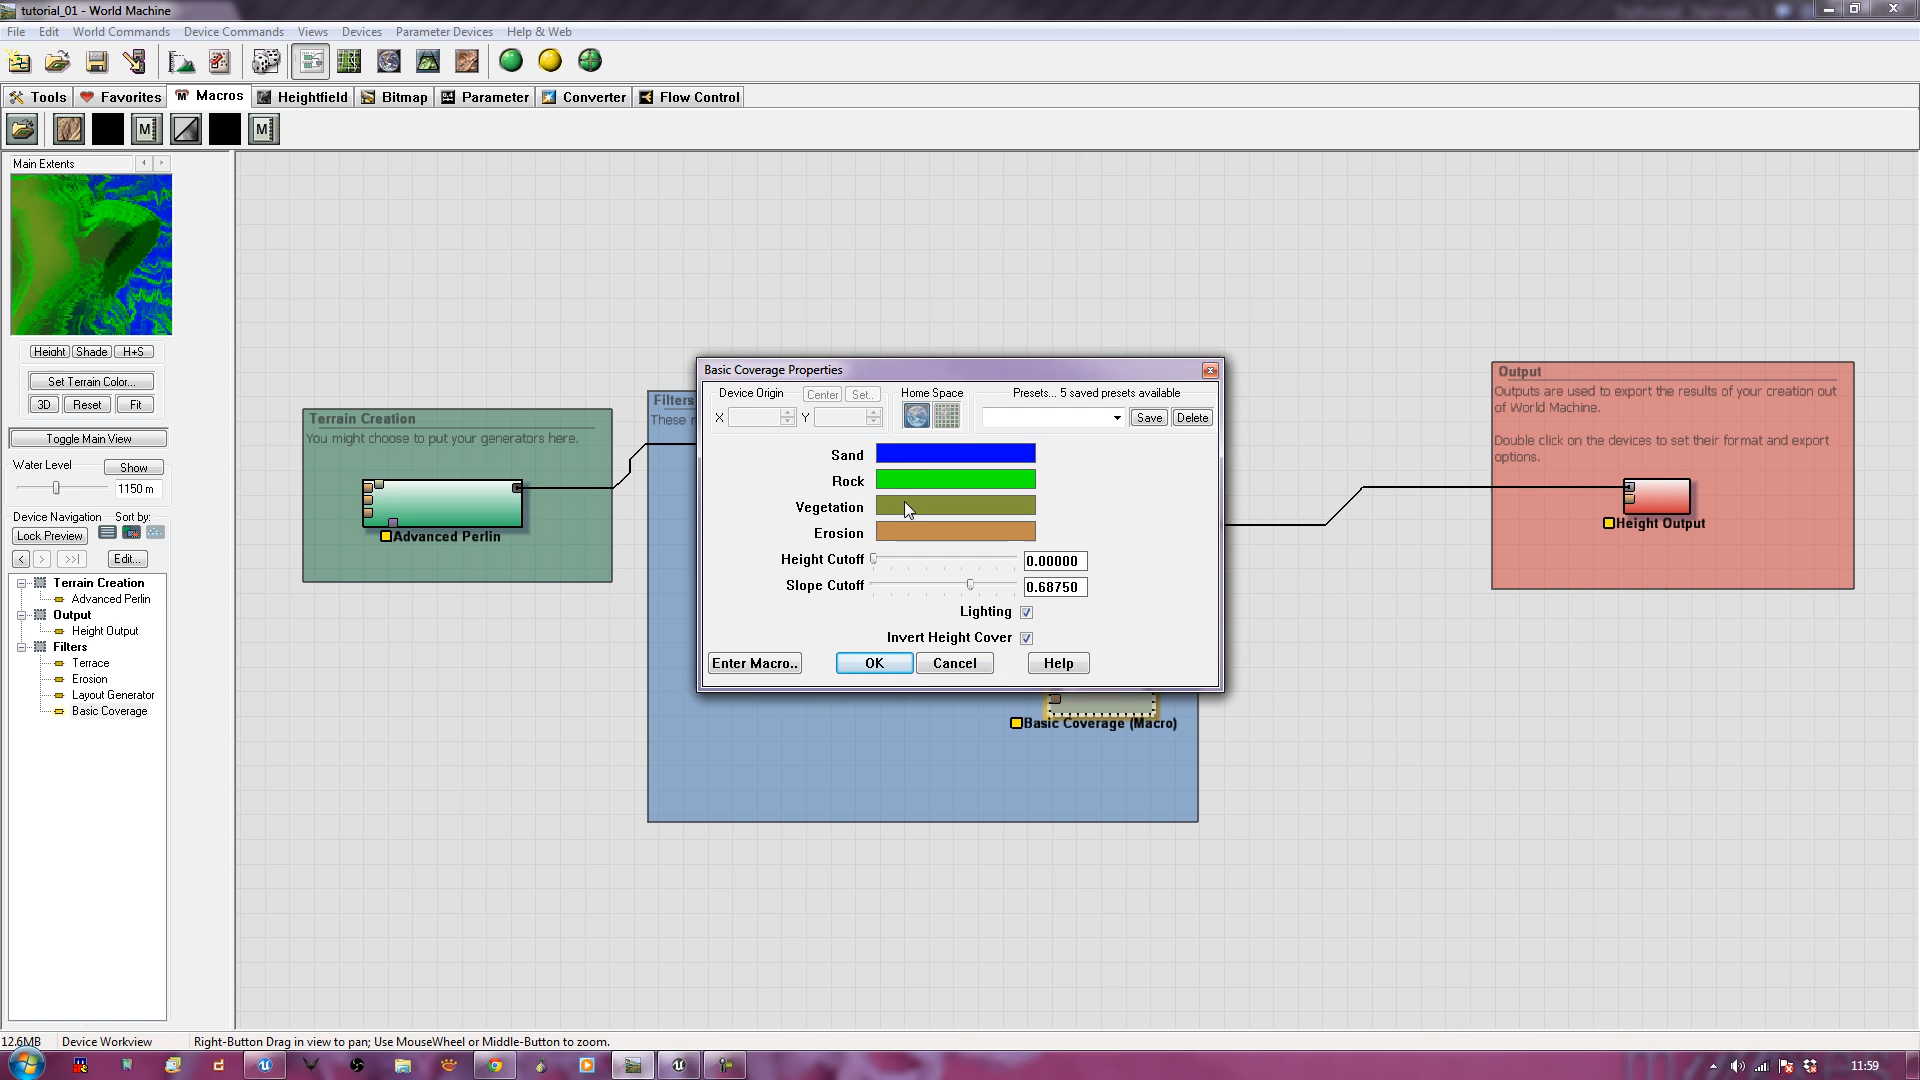 tutorial_01 - World Machine
File Edit World Commands Device Commands Views Devices Parameter Devices Help & Web
Tools Favorites Macros Heightfield Bitmap Parameter Converter Flow Control
Main Extents
Height Shade H+S
Set Terrain Color...
3D Reset Fit
Toggle Main View
Water Level Show
1150 m
Device Navigation Sort by:
Lock Preview
< > >>| Edit...
Terrain Creation
Advanced Perlin
Output
Height Output
Filters
Terrace
Erosion
Layout Generator
Basic Coverage
Terrain Creation
You might choose to put your generators here.
Advanced Perlin
Filters
These
Basic Coverage Properties
Device Origin Center Set.. Home Space Presets... 5 saved presets available
X Y Save Delete
Sand
Rock
Vegetation
Erosion
Height Cutoff 0.00000
Slope Cutoff 0.68750
Lighting
Invert Height Cover
Enter Macro.. OK Cancel Help
Basic Coverage (Macro)
Output
Outputs are used to export the results of your creation out
of World Machine.
Double click on the devices to set their format and export
options.
Height Output
12.6MB Device Workview Right-Button Drag in view to pan; Use MouseWheel or Middle-Button to zoom.
11:59